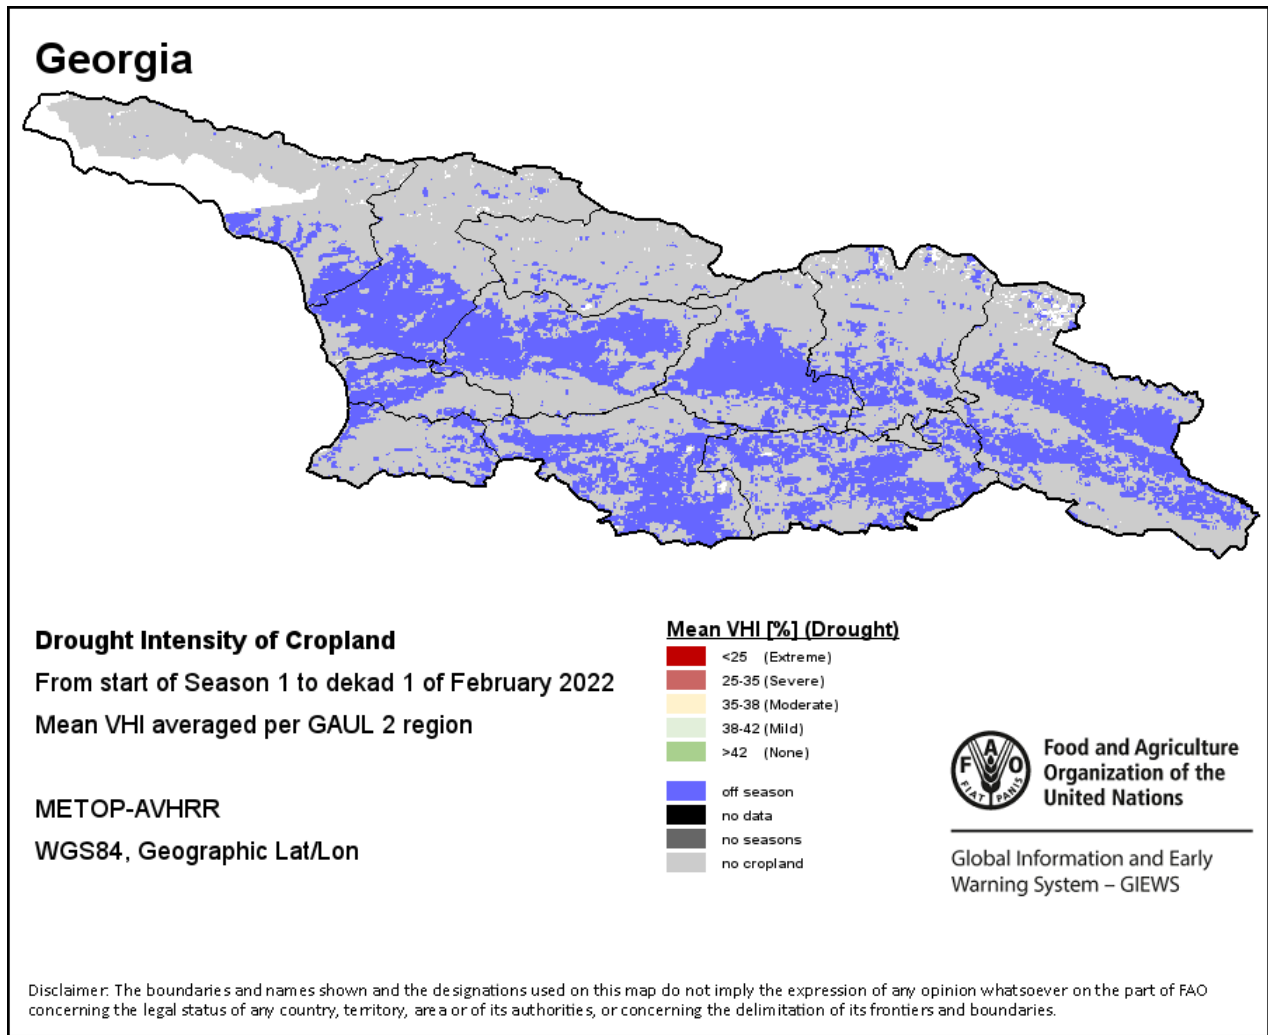 Georgia
Drought Intensity of Cropland
From start of Season 1 to dekad 1 of February 2022
Mean VHI averaged per GAUL 2 region
METOP-AVHRR
WGS84, Geographic Lat/Lon
Mean VHI [%] (Drought)
<25 (Extreme)
25-35 (Severe)
35-38 (Moderate)
38-42 (Mild)
>42 (None)
off season
no data
no seasons
no cropland
F A O
FIAT PANIS
Food and Agriculture
Organization of the
United Nations
Global Information and Early
Warning System – GIEWS
Disclaimer: The boundaries and names shown and the designations used on this map do not imply the expression of any opinion whatsoever on the part of FAO
concerning the legal status of any country, territory, area or of its authorities, or concerning the delimitation of its frontiers and boundaries.